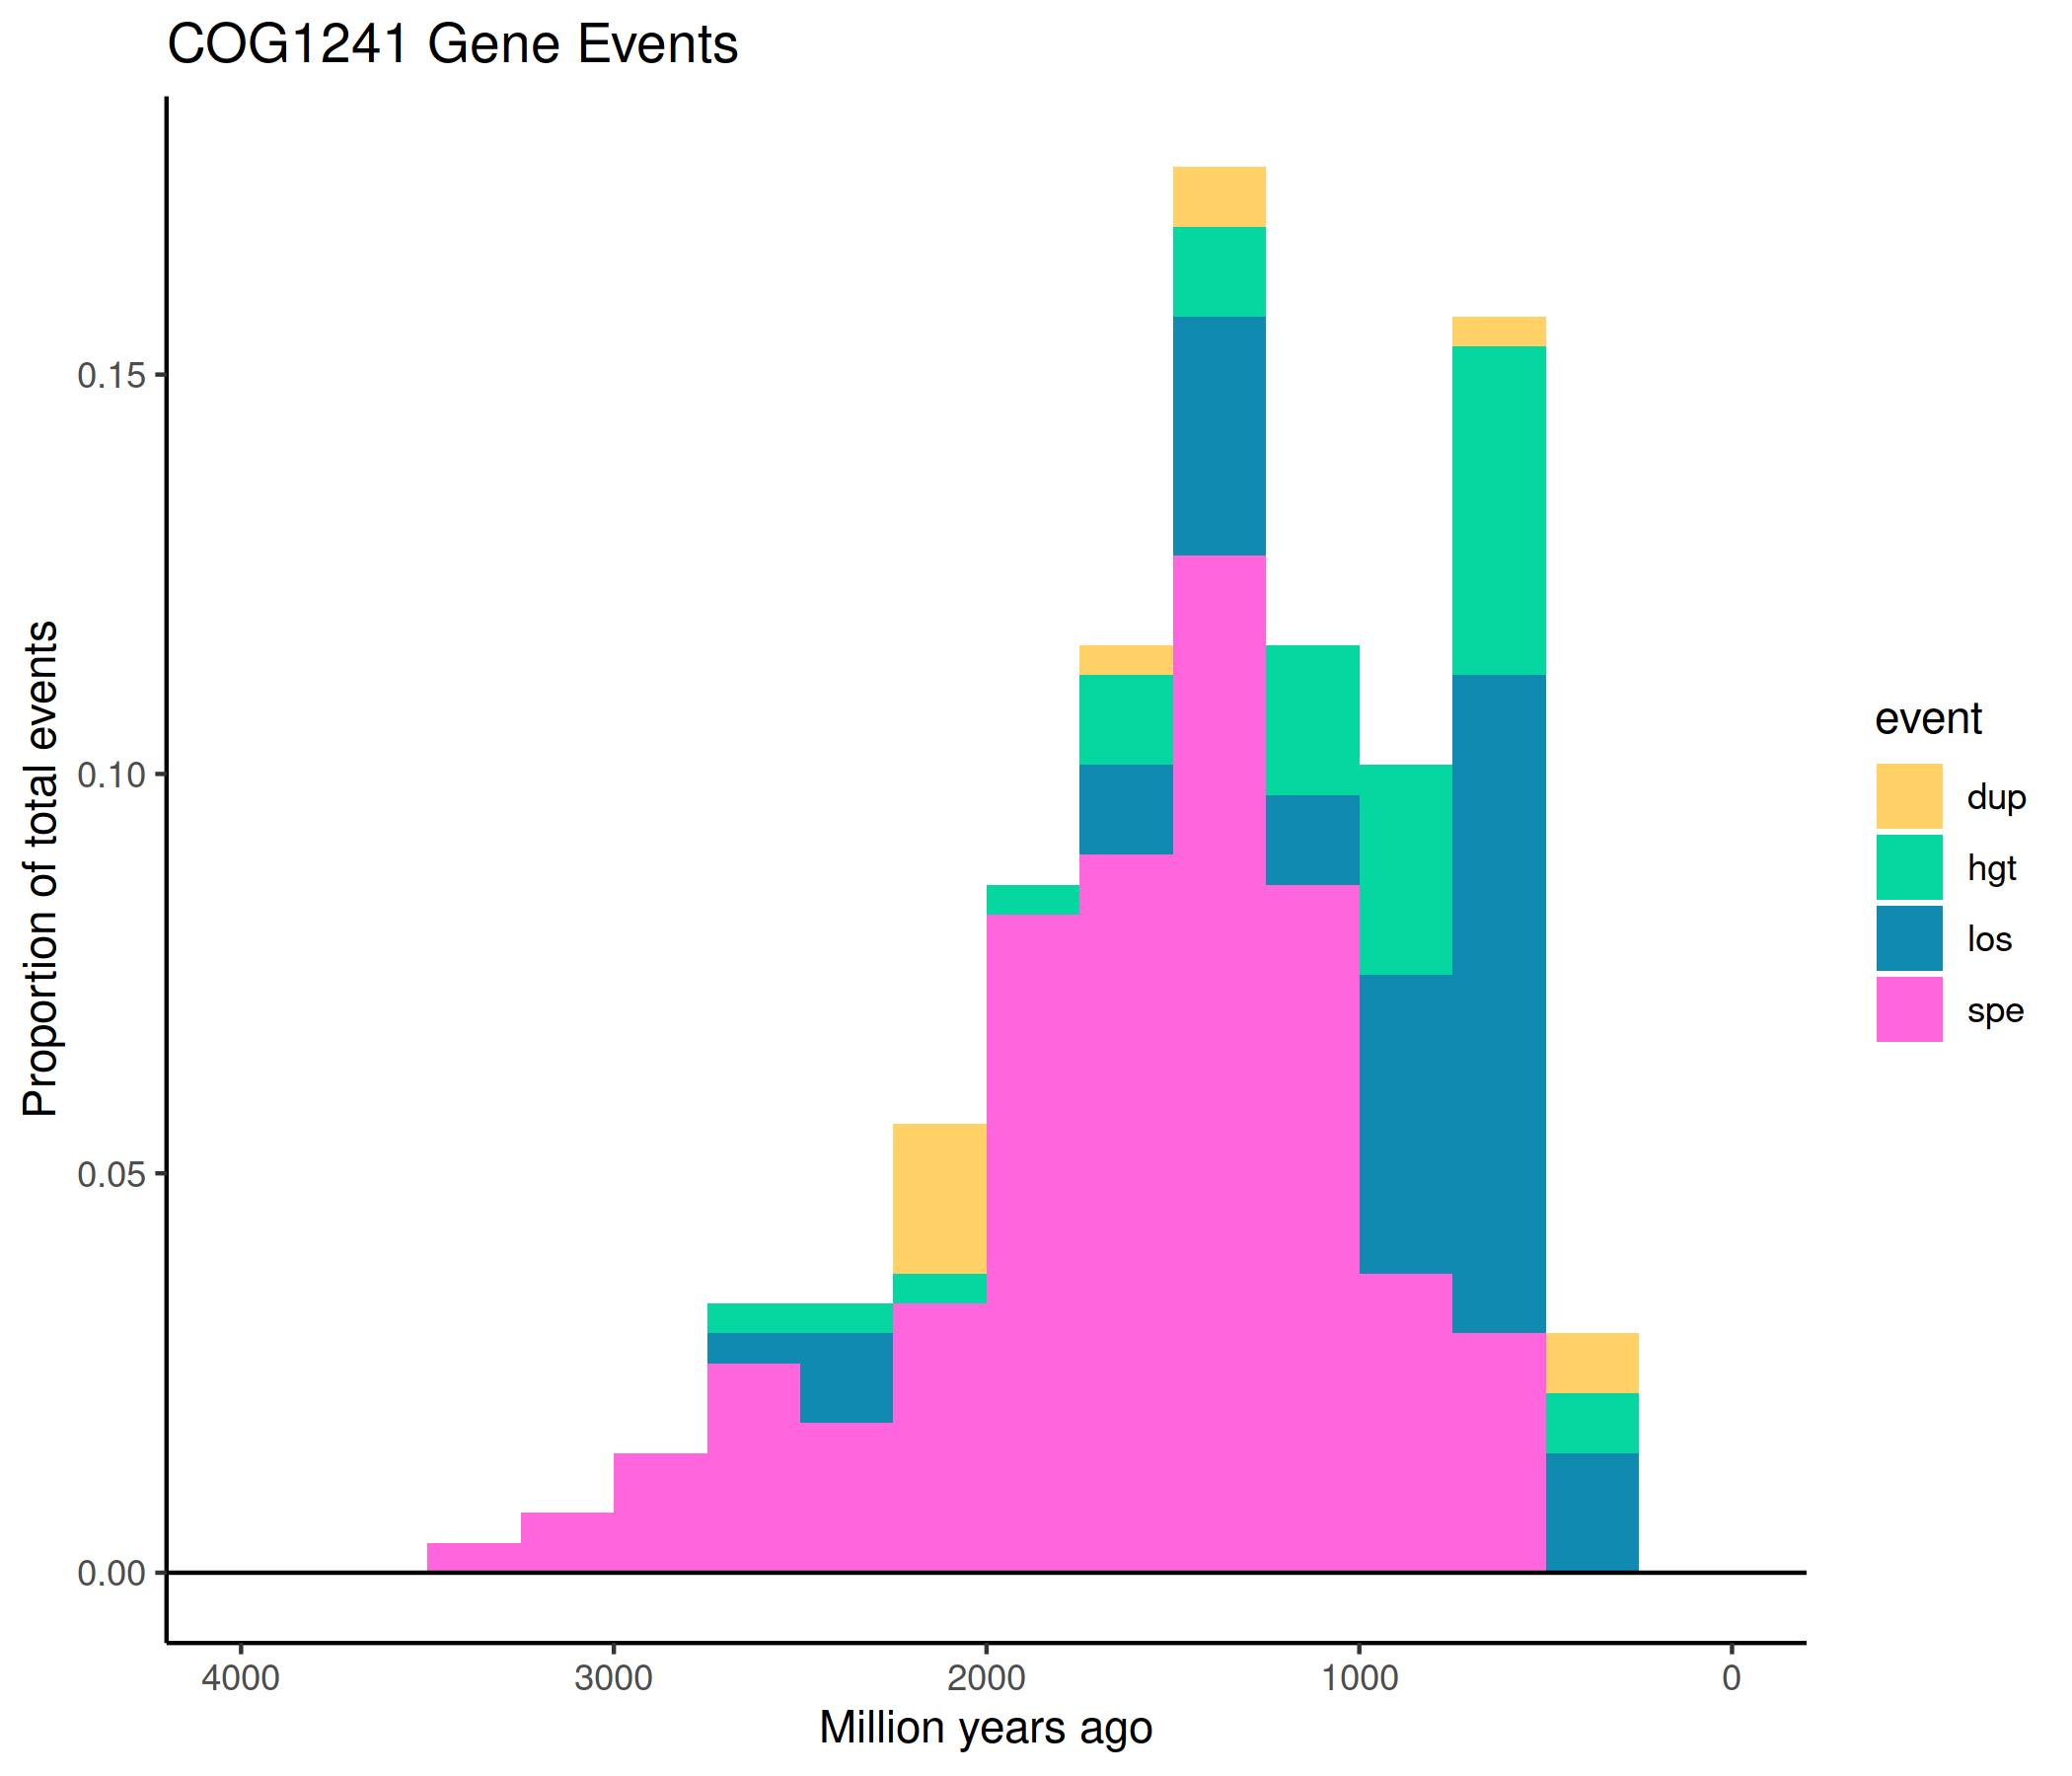 COG1241 Gene Events
Proportion of total events
0.15
0.10
0.05
0.00
4000 3000 2000 1000 0
Million years ago
event
dup
hgt
los
spe